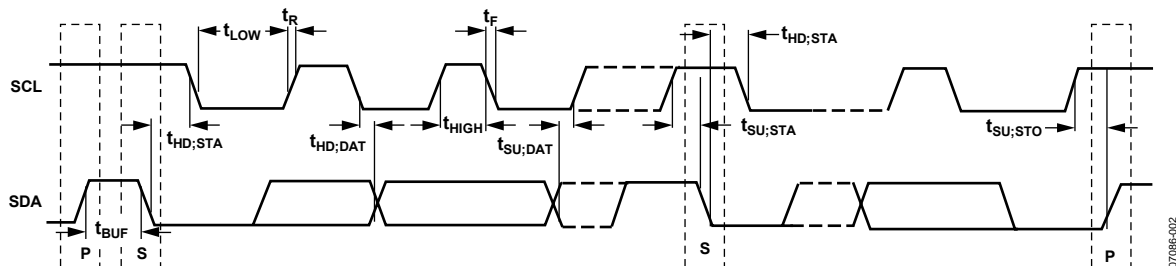 tR
tF
tLOW
tHD;STA
SCL
tHD;STA
tHD;DAT
tHIGH
tSU;DAT
tSU;STA
tSU;STO
SDA
tBUF
P
S
S
P
07086-002